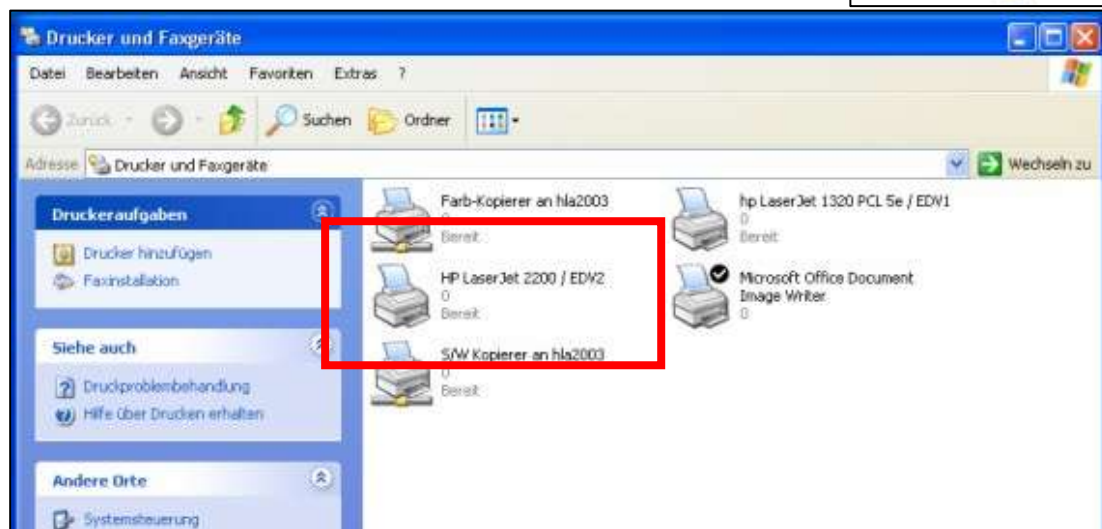 Drucker und Faxgeräte
Datei Bearbeiten Ansicht Favoriten Extras ?
Zurück Suchen Ordner
Adresse Drucker und Faxgeräte Wechseln zu
Druckeraufgaben
Drucker hinzufügen
Faxinstallation
Siehe auch
Druckproblembehandlung
Hilfe über Drucken erhalten
Andere Orte
Systemsteuerung
Farb-Kopierer an hla2003
0
Bereit
hp LaserJet 1320 PCL 5e / EDV1
0
Bereit
HP LaserJet 2200 / EDV2
0
Bereit
Microsoft Office Document
Image Writer
0
S/W Kopierer an hla2003
0
Bereit